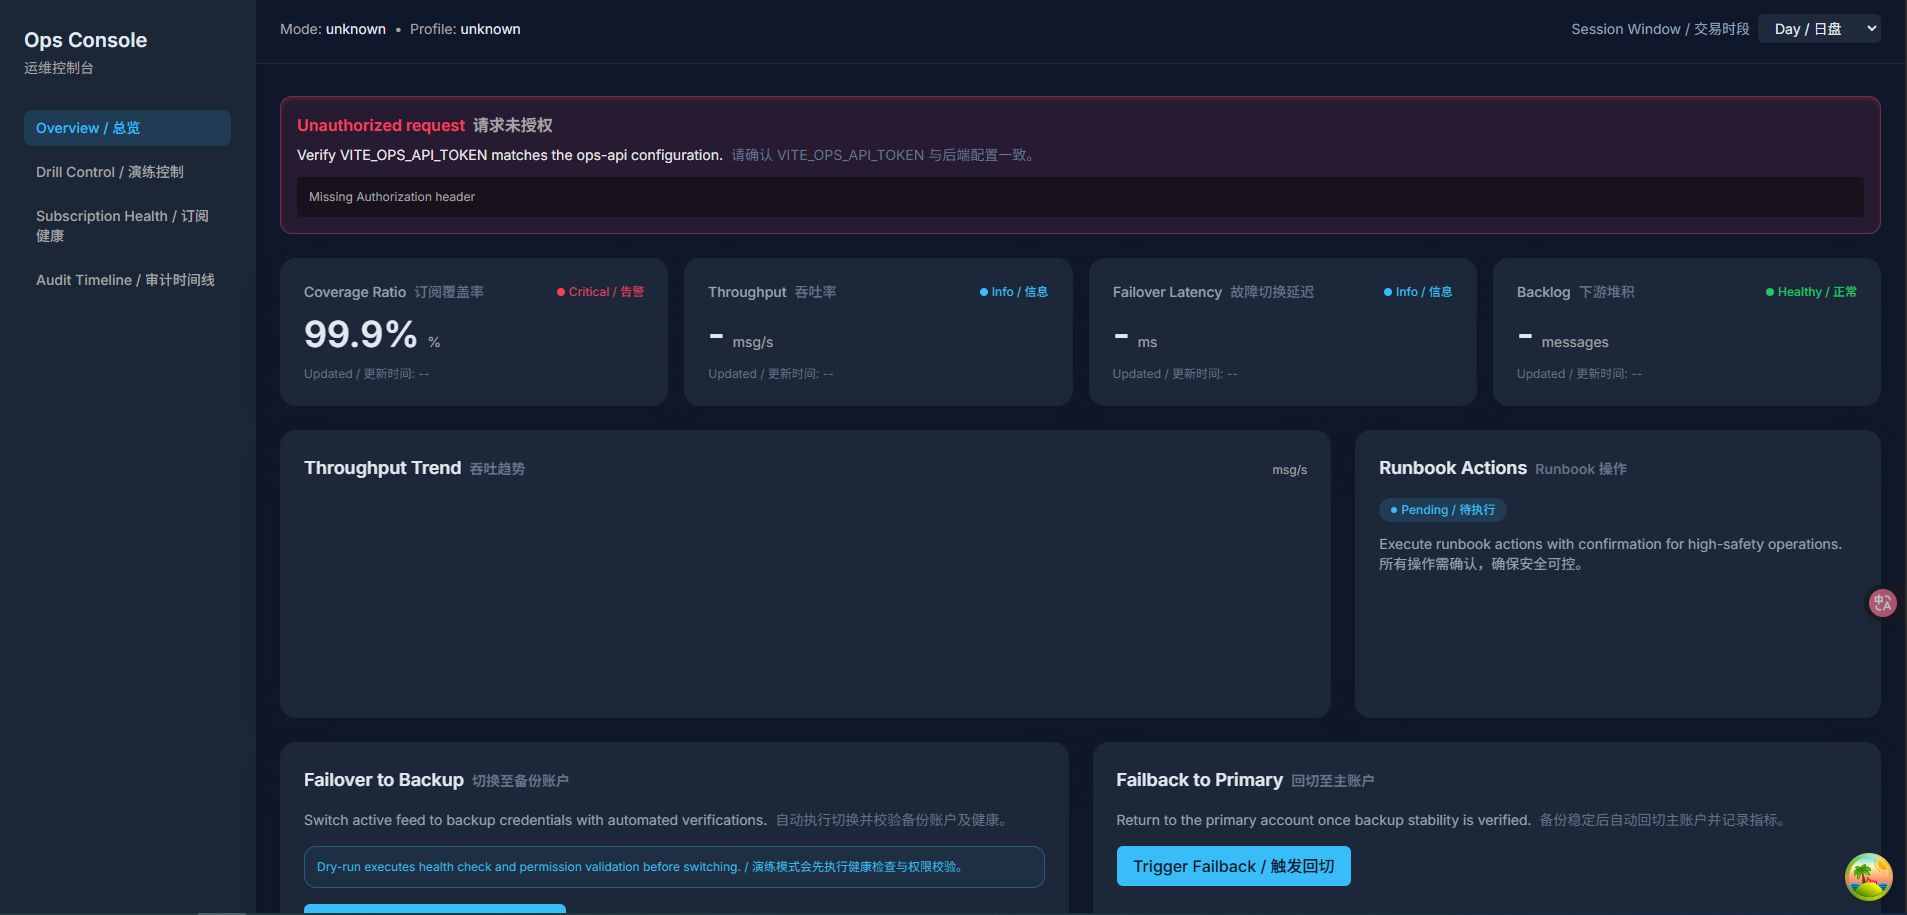 Ops Console
运维控制台
Overview / 总览
Drill Control / 演练控制
Subscription Health / 订阅
健康
Audit Timeline / 审计时间线
Mode: unknown • Profile: unknown
Session Window / 交易时段 Day / 日盘
Unauthorized request 请求未授权
Verify VITE_OPS_API_TOKEN matches the ops-api configuration. 请确认 VITE_OPS_API_TOKEN 与后端配置一致。
Missing Authorization header
Coverage Ratio 订阅覆盖率 Critical / 告警
99.9% %
Updated / 更新时间: --
Throughput 吞吐率 Info / 信息
- msg/s
Updated / 更新时间: --
Failover Latency 故障切换延迟 Info / 信息
- ms
Updated / 更新时间: --
Backlog 下游堆积 Healthy / 正常
- messages
Updated / 更新时间: --
Throughput Trend 吞吐趋势 msg/s
Runbook Actions Runbook 操作
Pending / 待执行
Execute runbook actions with confirmation for high-safety operations.
所有操作需确认，确保安全可控。
中A
Failover to Backup 切换至备份账户
Switch active feed to backup credentials with automated verifications. 自动执行切换并校验备份账户及健康。
Dry-run executes health check and permission validation before switching. / 演练模式会先执行健康检查与权限校验。
Failback to Primary 回切至主账户
Return to the primary account once backup stability is verified. 备份稳定后自动回切主账户并记录指标。
Trigger Failback / 触发回切